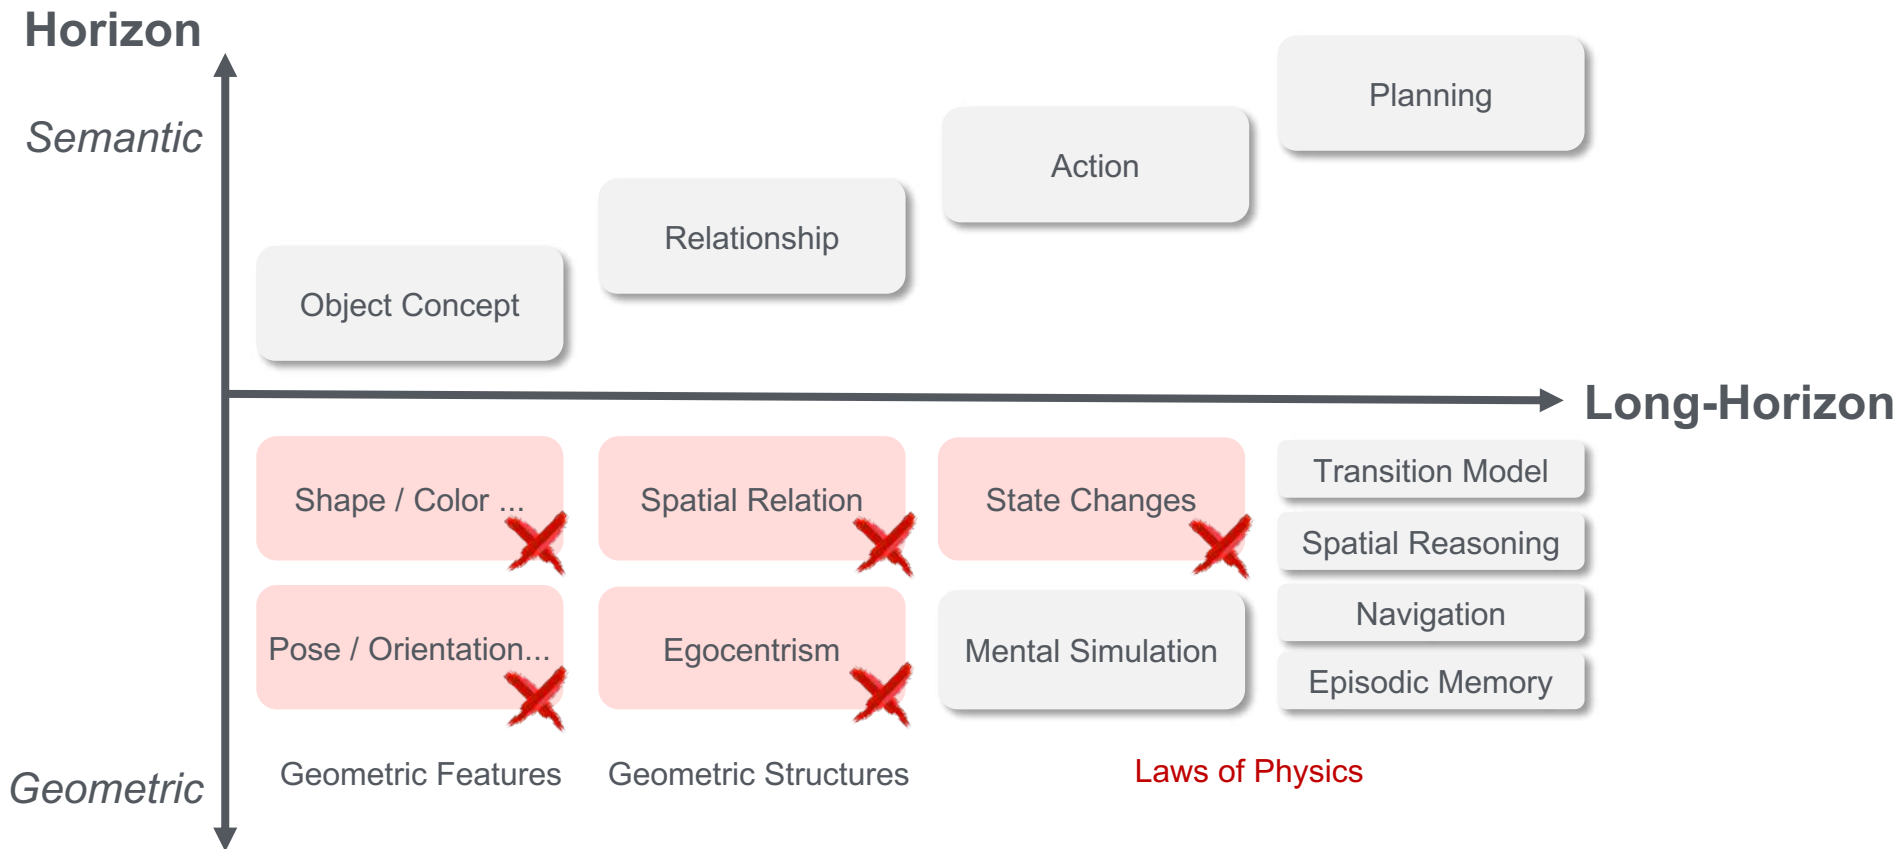 Horizon
Semantic
Planning
Action
Relationship
Object Concept
Long-Horizon
Shape / Color ...
Spatial Relation
State Changes
Transition Model
Spatial Reasoning
Pose / Orientation...
Egocentrism
Mental Simulation
Navigation
Episodic Memory
Geometric
Geometric Features
Geometric Structures
Laws of Physics